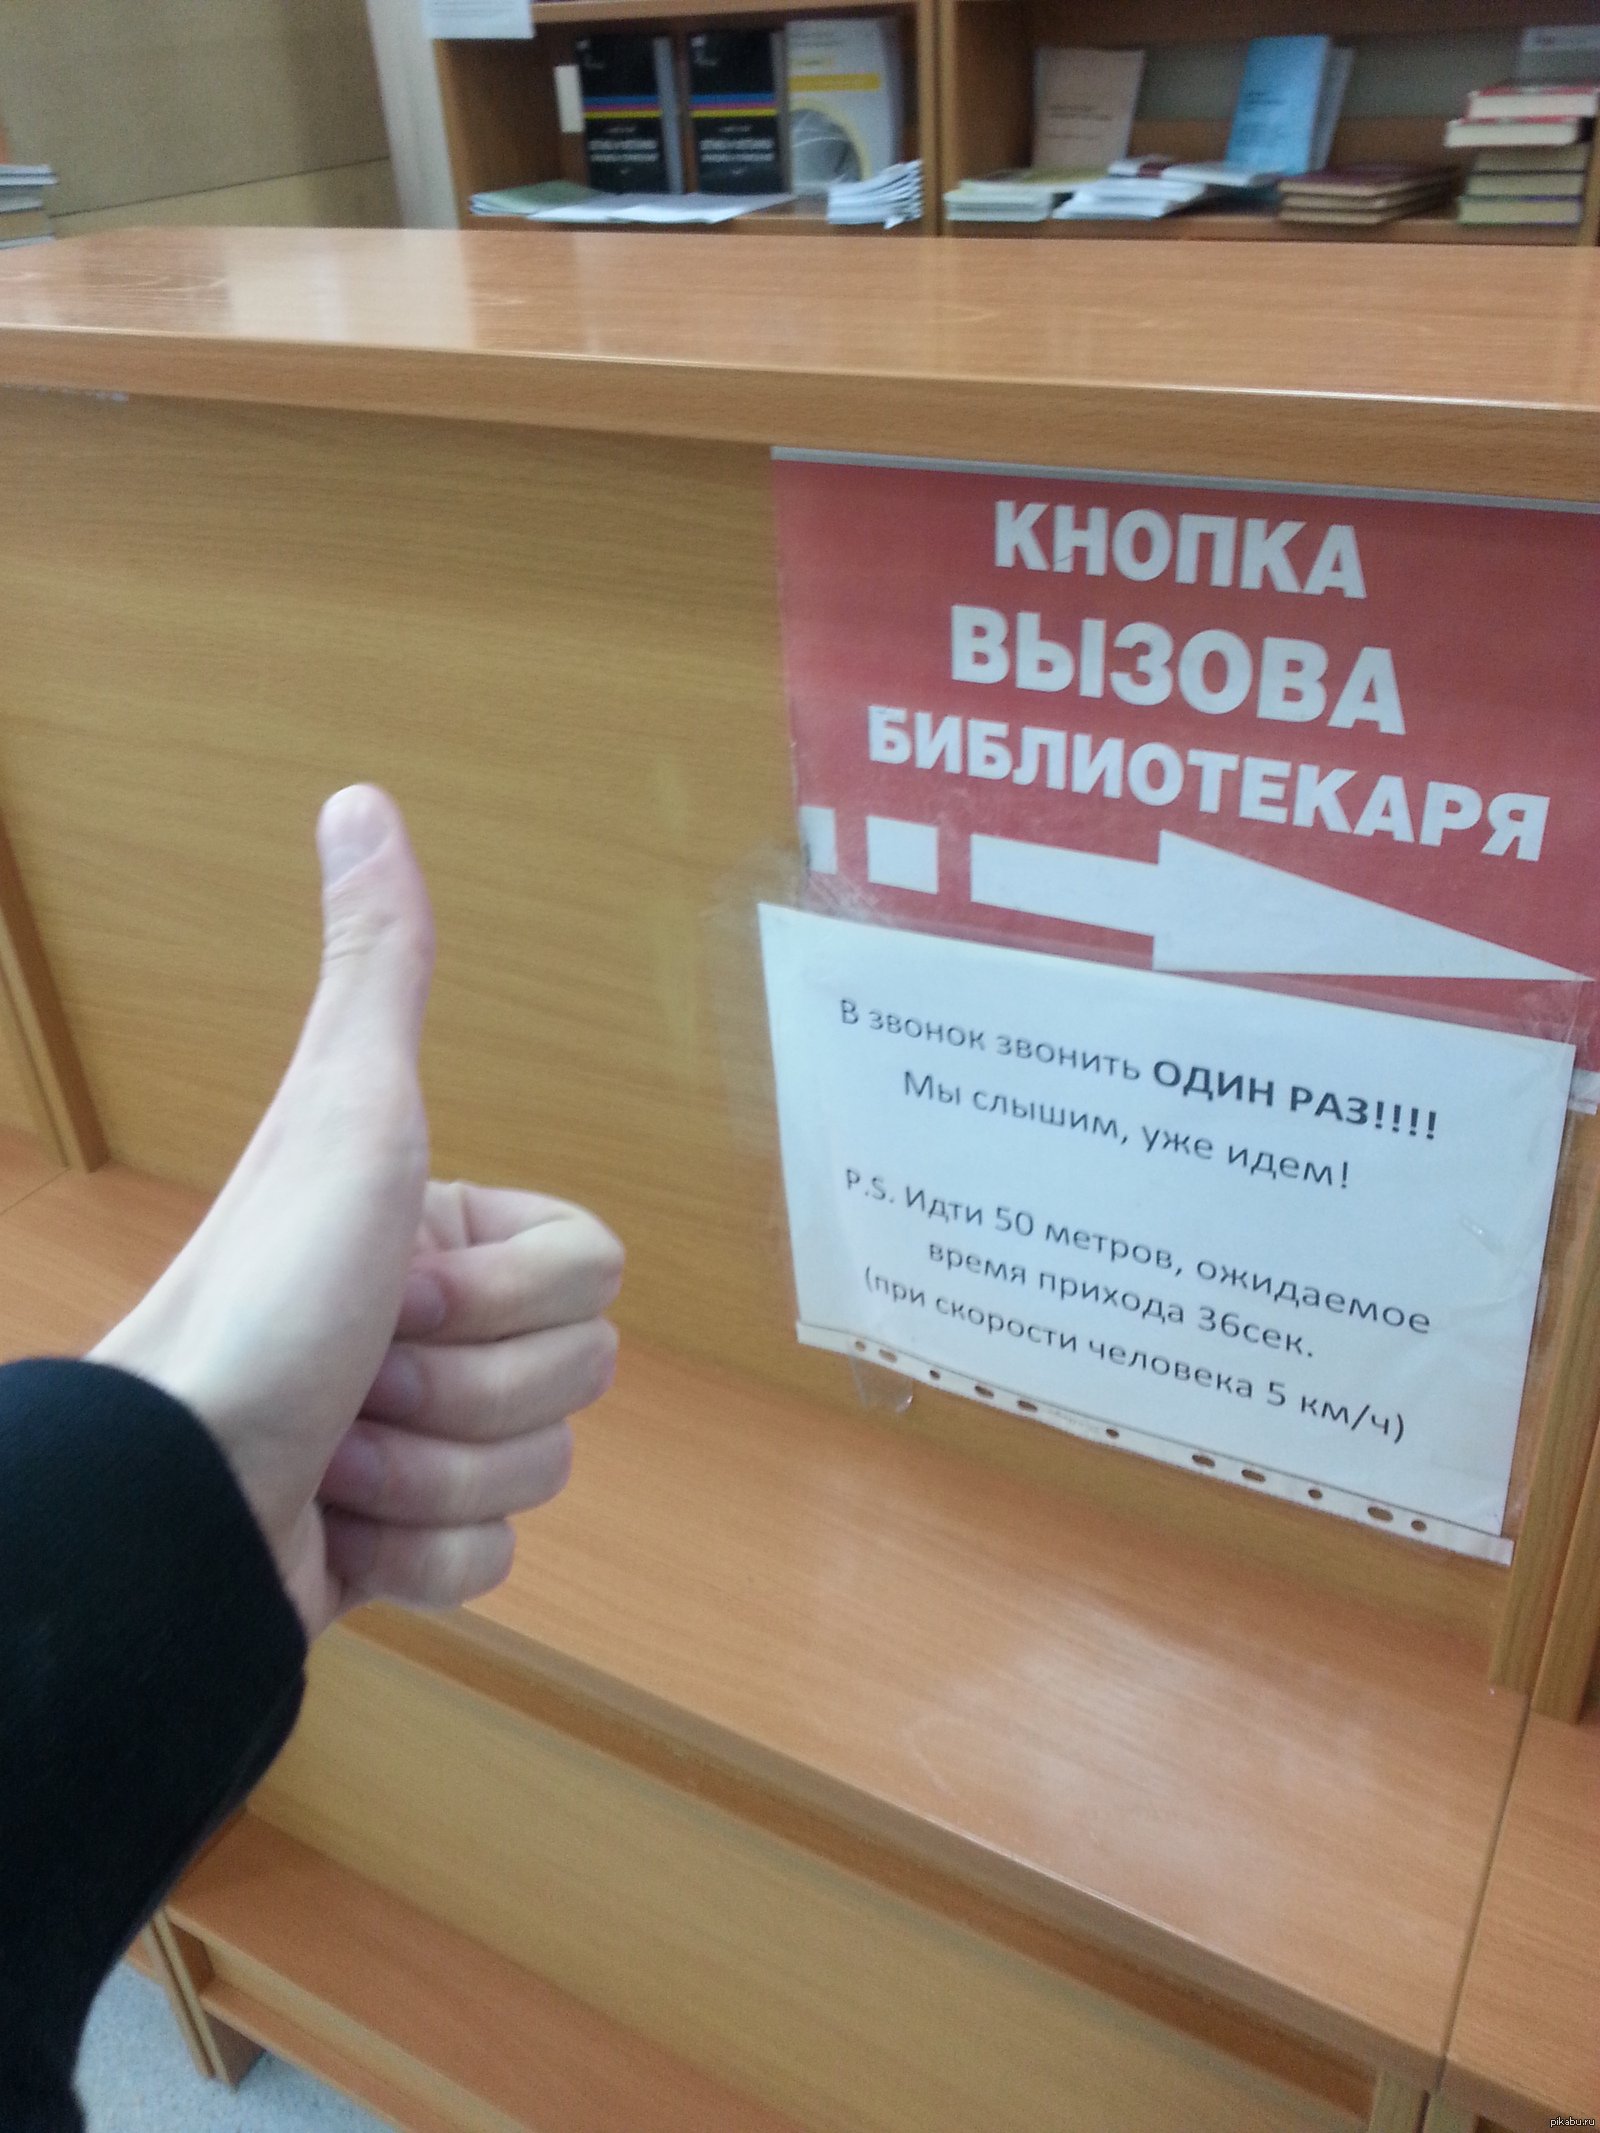 КНОПКА
ВЫЗОВА
БИБЛИОТЕКАРЯ
В звонок звонить ОДИН РАЗ!!!!
Мы слышим, уже идем!
P.S. Идти 50 метров, ожидаемое
время прихода 36сек.
(при скорости человека 5 км/ч)
pikabu.ru